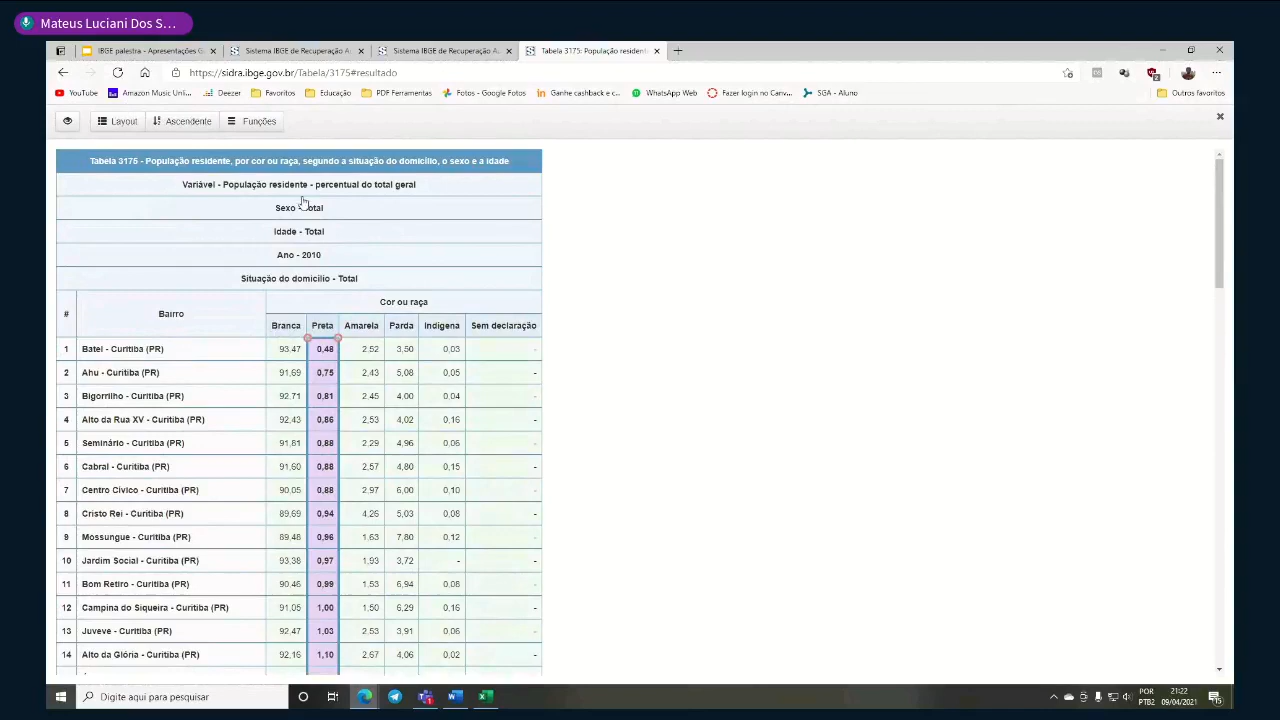 Mateus Luciani Dos S...
IBGE palestra - Apresentações G
Sistema IBGE de Recuperação A
Sistema IBGE de Recuperação A
Tabela 3175: População resident
https://sidra.ibge.gov.br/Tabela/3175#resultado
YouTube Amazon Music Uni... Deezer Favoritos Educação PDF Ferramentas Fotos - Google Fotos Ganhe cashback e c... WhatsApp Web Fazer login no Canv... SGA - Aluno Outros favoritos
Layout Ascendente Funções
Tabela 3175 - População residente, por cor ou raça, segundo a situação do domicílio, o sexo e a idade
Variável - População residente - percentual do total geral
Sexo - Total
Idade - Total
Ano - 2010
Situação do domicílio - Total
# Bairro Cor ou raça
Branca Preta Amarela Parda Indígena Sem declaração
1 Batel - Curitiba (PR) 93,47 0,48 2,52 3,50 0,03 -
2 Ahu - Curitiba (PR) 91,69 0,75 2,43 5,08 0,05 -
3 Bigorrilho - Curitiba (PR) 92,71 0,81 2,45 4,00 0,04 -
4 Alto da Rua XV - Curitiba (PR) 92,43 0,86 2,53 4,02 0,16 -
5 Seminário - Curitiba (PR) 91,81 0,88 2,29 4,96 0,06 -
6 Cabral - Curitiba (PR) 91,60 0,88 2,57 4,80 0,15 -
7 Centro Cívico - Curitiba (PR) 90,05 0,88 2,97 6,00 0,10 -
8 Cristo Rei - Curitiba (PR) 89,69 0,94 4,26 5,03 0,08 -
9 Mossungue - Curitiba (PR) 89,48 0,96 1,63 7,80 0,12 -
10 Jardim Social - Curitiba (PR) 93,38 0,97 1,93 3,72 - -
11 Bom Retiro - Curitiba (PR) 90,46 0,99 1,53 6,94 0,08 -
12 Campina do Siqueira - Curitiba (PR) 91,05 1,00 1,50 6,29 0,16 -
13 Juveve - Curitiba (PR) 92,47 1,03 2,53 3,91 0,06 -
14 Alto da Glória - Curitiba (PR) 92,16 1,10 2,67 4,06 0,02 -
Digite aqui para pesquisar
POR 21:22
PTB2 09/04/2021